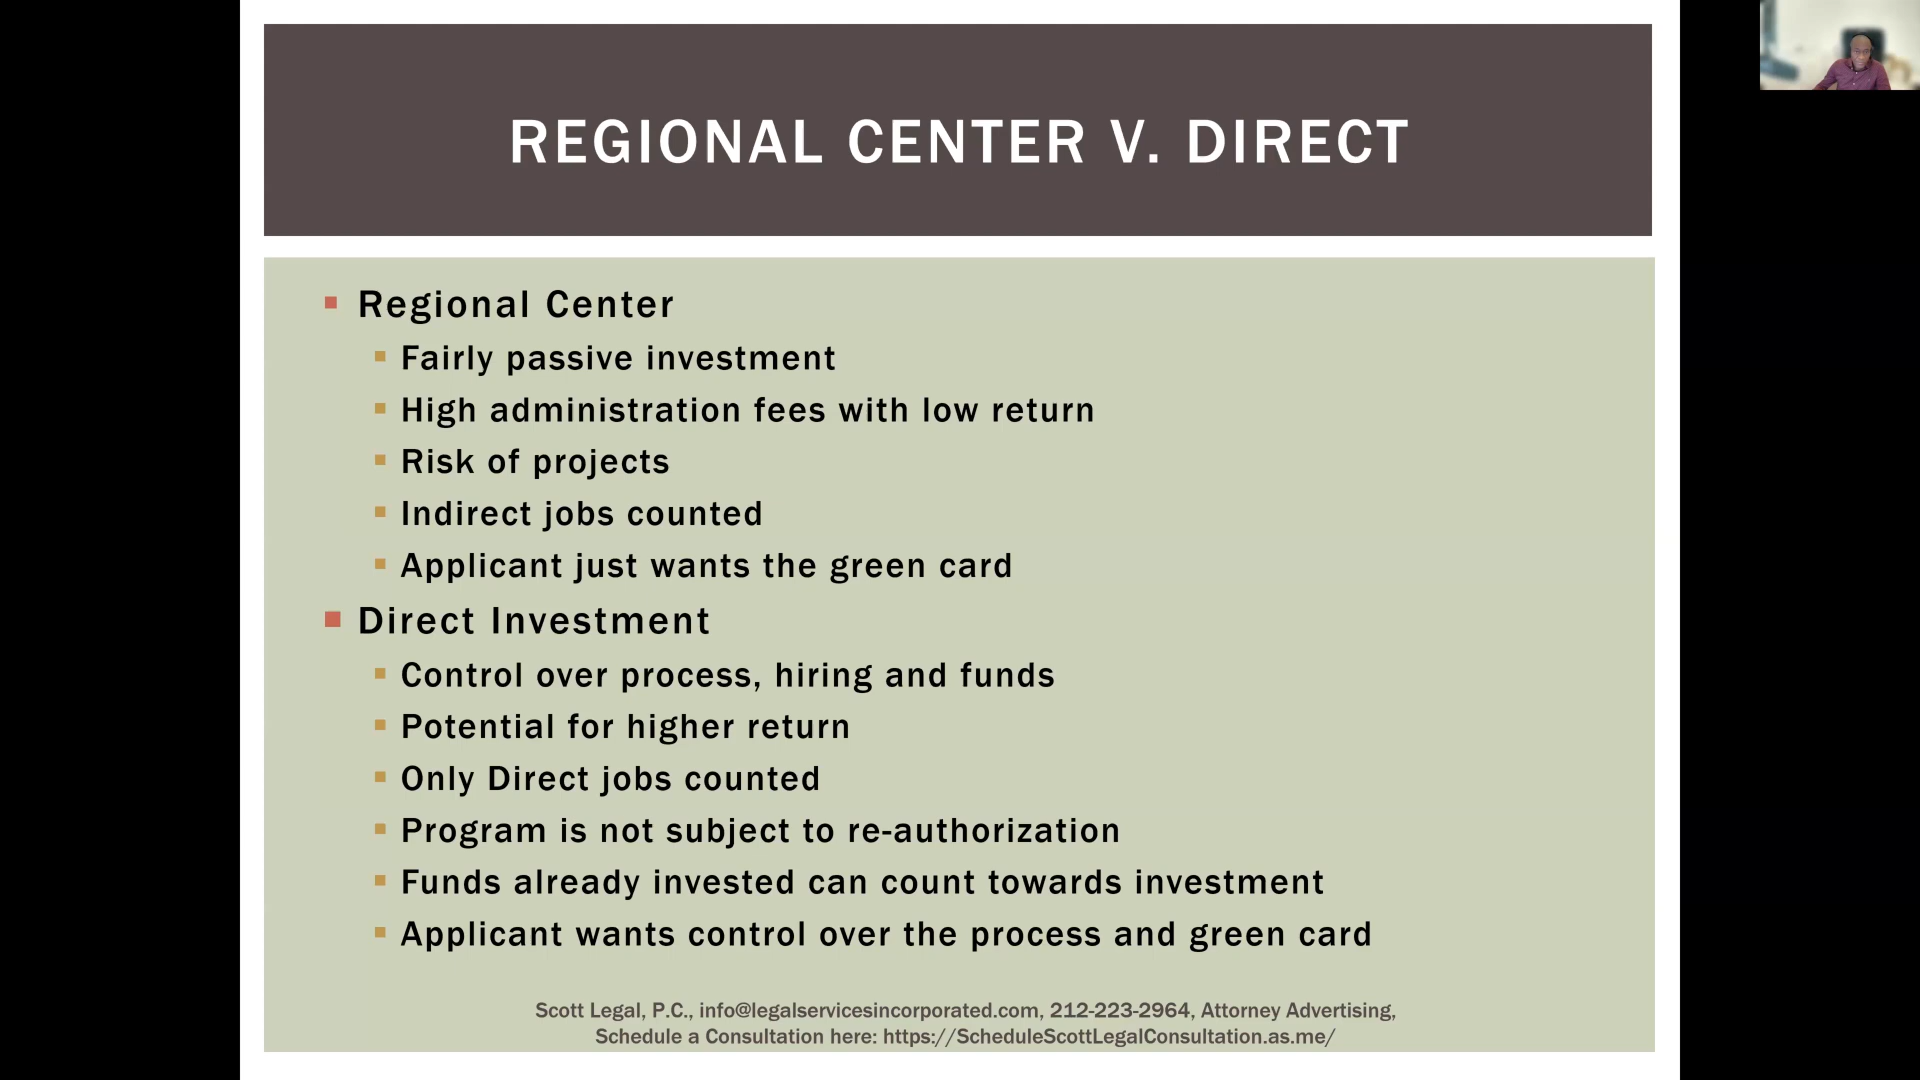 REGIONAL CENTER V. DIRECT
Regional Center
Fairly passive investment
High administration fees with low return
Risk of projects
Indirect jobs counted
Applicant just wants the green card
Direct Investment
Control over process, hiring and funds
Potential for higher return
Only Direct jobs counted
Program is not subject to re-authorization
Funds already invested can count towards investment
Applicant wants control over the process and green card
Scott Legal, P.C., info@legalservicesincorporated.com, 212-223-2964, Attorney Advertising,
Schedule a Consultation here: https://ScheduleScottLegalConsultation.as.me/